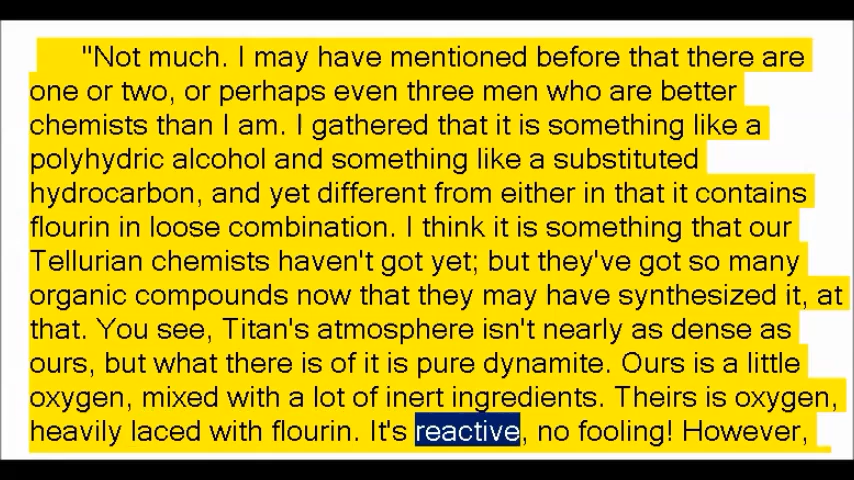 "Not much. I may have mentioned before that there are
one or two, or perhaps even three men who are better
chemists than I am. I gathered that it is something like a
polyhydric alcohol and something like a substituted
hydrocarbon, and yet different from either in that it contains
flourin in loose combination. I think it is something that our
Tellurian chemists haven't got yet; but they've got so many
organic compounds now that they may have synthesized it, at
that. You see, Titan's atmosphere isn't nearly as dense as
ours, but what there is of it is pure dynamite. Ours is a little
oxygen, mixed with a lot of inert ingredients. Theirs is oxygen,
heavily laced with flourin. It's reactive, no fooling! However,